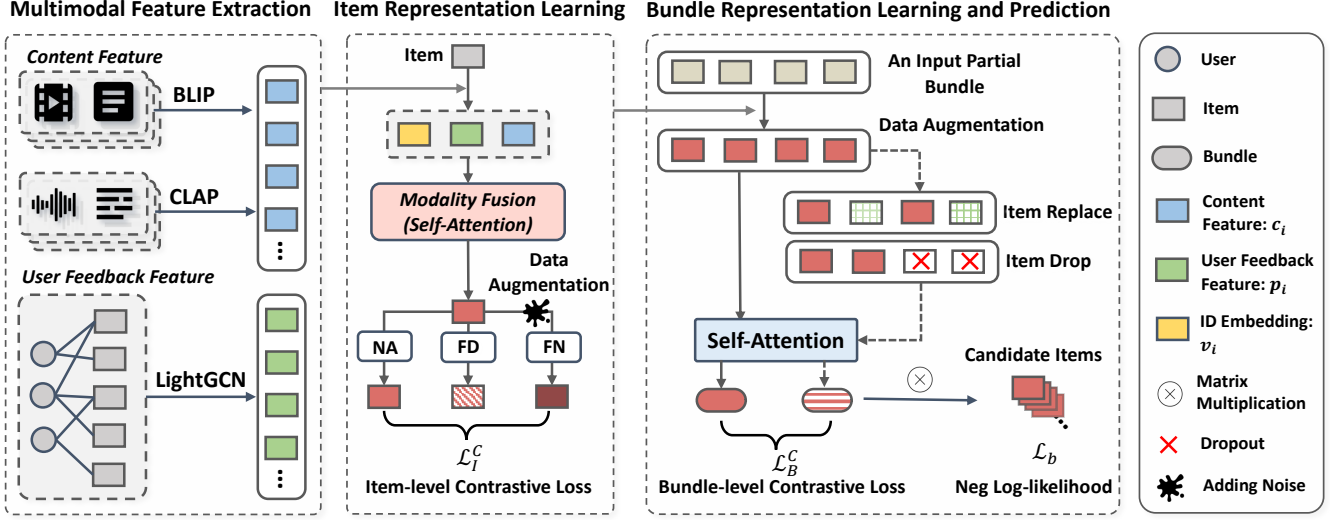 Multimodal Feature Extraction
Content Feature
BLIP
CLAP
User Feedback Feature
LightGCN
Item Representation Learning
Item
Modality Fusion
(Self-Attention)
Data
Augmentation
NA
FD
FN
ℒ_I^C
Item-level Contrastive Loss
Bundle Representation Learning and Prediction
An Input Partial
Bundle
Data Augmentation
Item Replace
Item Drop
Self-Attention
Candidate Items
ℒ_B^C
ℒ_b
Bundle-level Contrastive Loss
Neg Log-likelihood
User
Item
Bundle
Content
Feature: c_i
User Feedback
Feature: p_i
ID Embedding:
v_i
Matrix
Multiplication
Dropout
Adding Noise